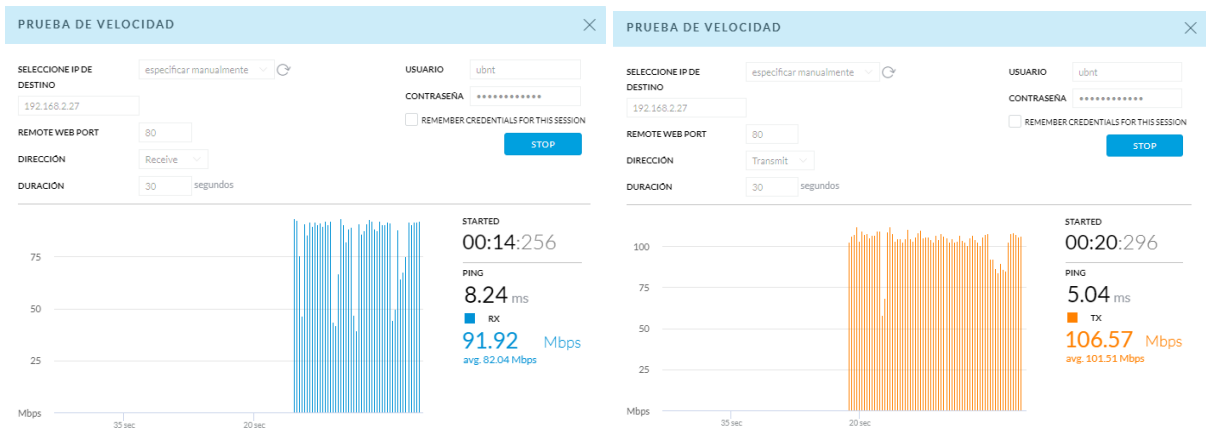 PRUEBA DE VELOCIDAD
SELECCIONE IP DE DESTINO
especificar manualmente
192.168.2.27
REMOTE WEB PORT
80
DIRECCIÓN
Receive
DURACIÓN
30 segundos
USUARIO
ubnt
CONTRASEÑA
••••••••••••
REMEMBER CREDENTIALS FOR THIS SESSION
STOP
75
50
25
Mbps
35 sec
20 sec
STARTED
00:14:256
PING
8.24 ms
RX
91.92 Mbps
avg. 82.04 Mbps
PRUEBA DE VELOCIDAD
SELECCIONE IP DE DESTINO
especificar manualmente
192.168.2.27
REMOTE WEB PORT
80
DIRECCIÓN
Transmit
DURACIÓN
30 segundos
USUARIO
ubnt
CONTRASEÑA
••••••••••••
REMEMBER CREDENTIALS FOR THIS SESSION
STOP
100
75
50
25
Mbps
35 sec
20 sec
STARTED
00:20:296
PING
5.04 ms
TX
106.57 Mbps
avg. 101.51 Mbps